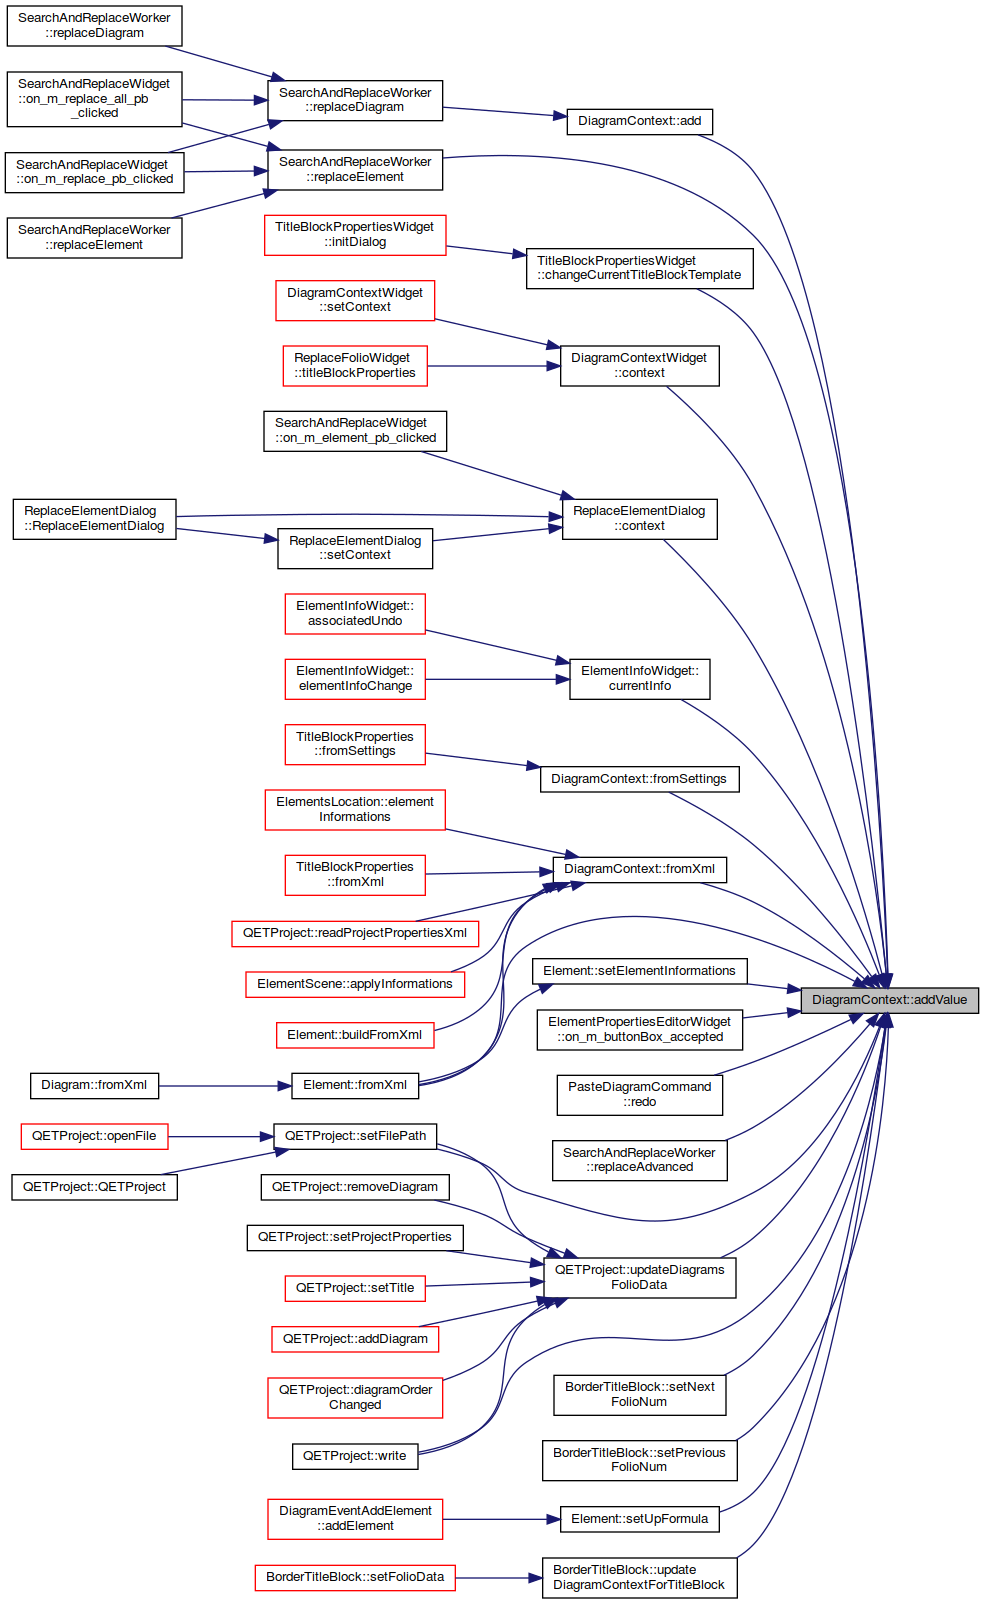 SearchAndReplaceWorker
::replaceDiagram
SearchAndReplaceWidget
::on_m_replace_all_pb
_clicked
SearchAndReplaceWidget
::on_m_replace_pb_clicked
SearchAndReplaceWorker
::replaceElement
SearchAndReplaceWorker
::replaceDiagram
SearchAndReplaceWorker
::replaceElement
DiagramContext::add
TitleBlockPropertiesWidget
::initDialog
TitleBlockPropertiesWidget
::changeCurrentTitleBlockTemplate
DiagramContextWidget
::setContext
ReplaceFolioWidget
::titleBlockProperties
DiagramContextWidget
::context
SearchAndReplaceWidget
::on_m_element_pb_clicked
ReplaceElementDialog
::ReplaceElementDialog
ReplaceElementDialog
::setContext
ReplaceElementDialog
::context
ElementInfoWidget::
associatedUndo
ElementInfoWidget::
elementInfoChange
ElementInfoWidget::
currentInfo
TitleBlockProperties
::fromSettings
DiagramContext::fromSettings
ElementsLocation::element
Informations
TitleBlockProperties
::fromXml
DiagramContext::fromXml
QETProject::readProjectPropertiesXml
ElementScene::applyInformations
Element::buildFromXml
Element::setElementInformations
DiagramContext::addValue
ElementPropertiesEditorWidget
::on_m_buttonBox_accepted
Diagram::fromXml
Element::fromXml
PasteDiagramCommand
::redo
QETProject::openFile
QETProject::setFilePath
SearchAndReplaceWorker
::replaceAdvanced
QETProject::QETProject
QETProject::removeDiagram
QETProject::setProjectProperties
QETProject::setTitle
QETProject::updateDiagrams
FolioData
QETProject::addDiagram
QETProject::diagramOrder
Changed
BorderTitleBlock::setNext
FolioNum
QETProject::write
BorderTitleBlock::setPrevious
FolioNum
DiagramEventAddElement
::addElement
Element::setUpFormula
BorderTitleBlock::setFolioData
BorderTitleBlock::update
DiagramContextForTitleBlock